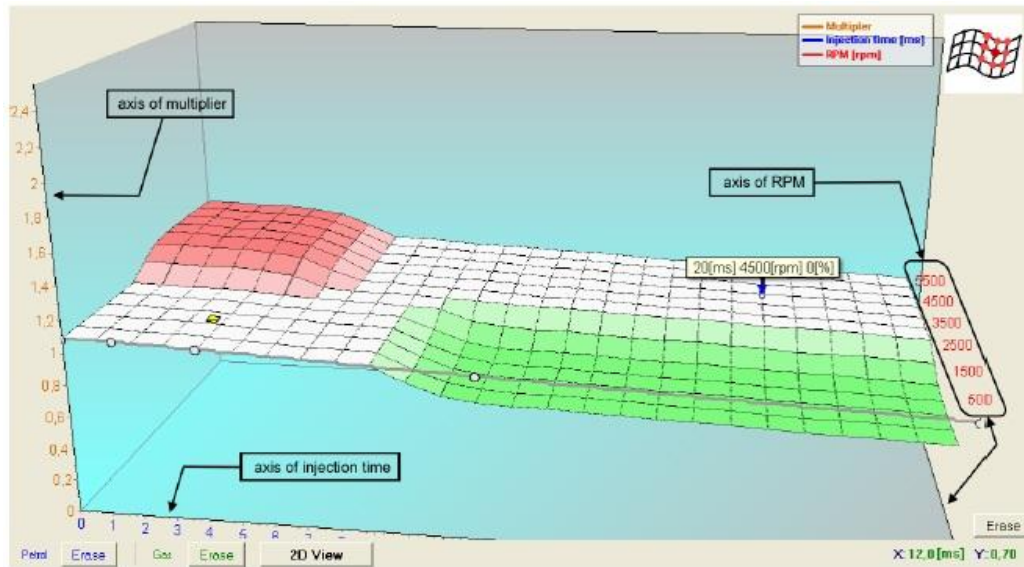 Multipler
Injection time [ms]
RPM [rpm]
axis of multiplier
2,4
2,2
2
1,8
1,6
1,4
1,2
1
0,8
0,6
0,4
0,2
0
axis of RPM
20[ms] 4500[rpm] 0[%]
5500
4500
3500
2500
1500
500
axis of injection time
0 1 2 3 4 5
Erase
Petrol Erase Gas Erase 2D View
X:12,0[ms] Y:0,70